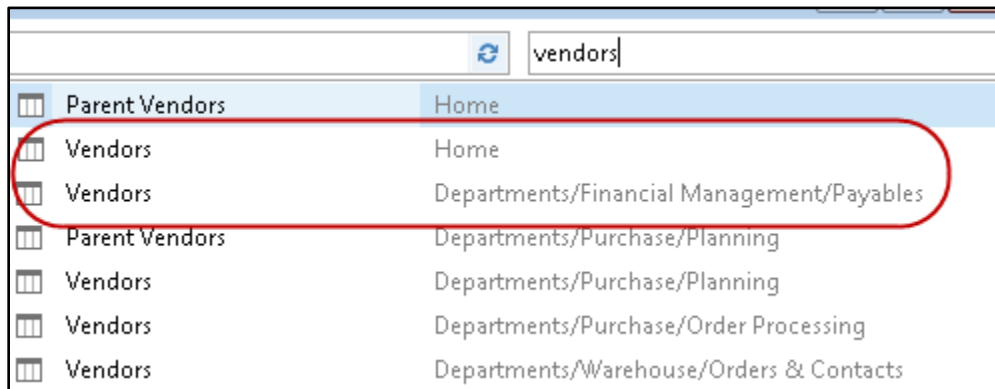 vendors
Parent Vendors Home
Vendors Home
Vendors Departments/Financial Management/Payables
Parent Vendors Departments/Purchase/Planning
Vendors Departments/Purchase/Planning
Vendors Departments/Purchase/Order Processing
Vendors Departments/Warehouse/Orders & Contacts